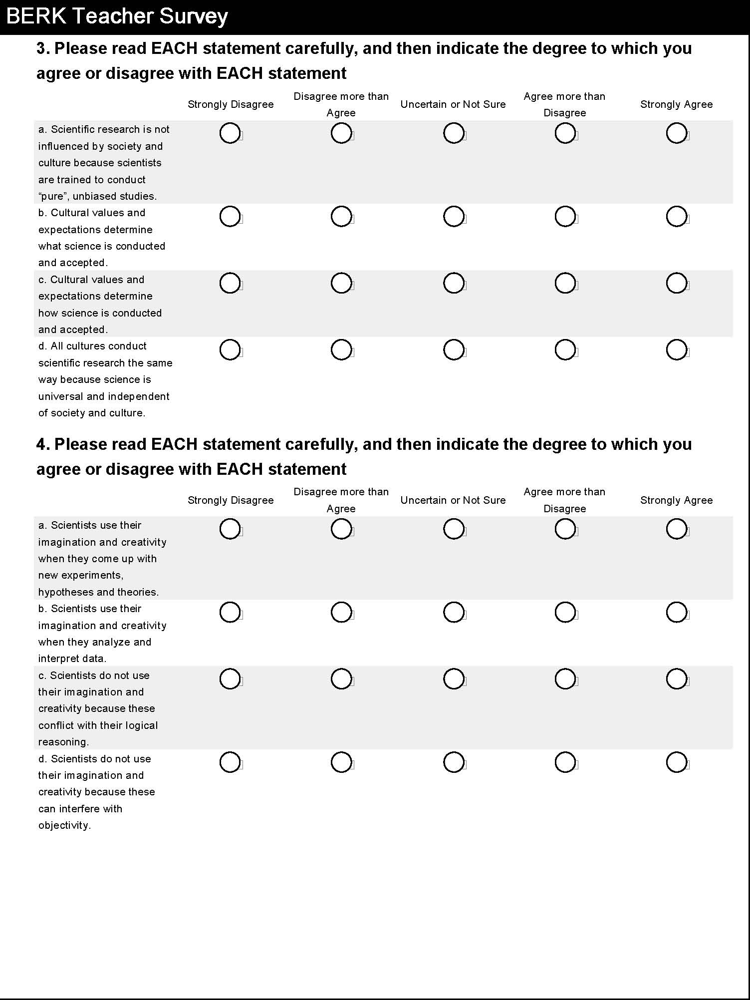 BERK Teacher Survey
3. Please read EACH statement carefully, and then indicate the degree to which you
agree or disagree with EACH statement
Strongly Disagree
Disagree more than
Agree
Uncertain or Not Sure
Agree more than
Disagree
Strongly Agree
a. Scientific research is not
influenced by society and
culture because scientists
are trained to conduct
“pure”, unbiased studies.
b. Cultural values and
expectations determine
what science is conducted
and accepted.
c. Cultural values and
expectations determine
how science is conducted
and accepted.
d. All cultures conduct
scientific research the same
way because science is
universal and independent
of society and culture.
4. Please read EACH statement carefully, and then indicate the degree to which you
agree or disagree with EACH statement
Strongly Disagree
Disagree more than
Agree
Uncertain or Not Sure
Agree more than
Disagree
Strongly Agree
a. Scientists use their
imagination and creativity
when they come up with
new experiments,
hypotheses and theories.
b. Scientists use their
imagination and creativity
when they analyze and
interpret data.
c. Scientists do not use
their imagination and
creativity because these
conflict with their logical
reasoning.
d. Scientists do not use
their imagination and
creativity because these
can interfere with
objectivity.